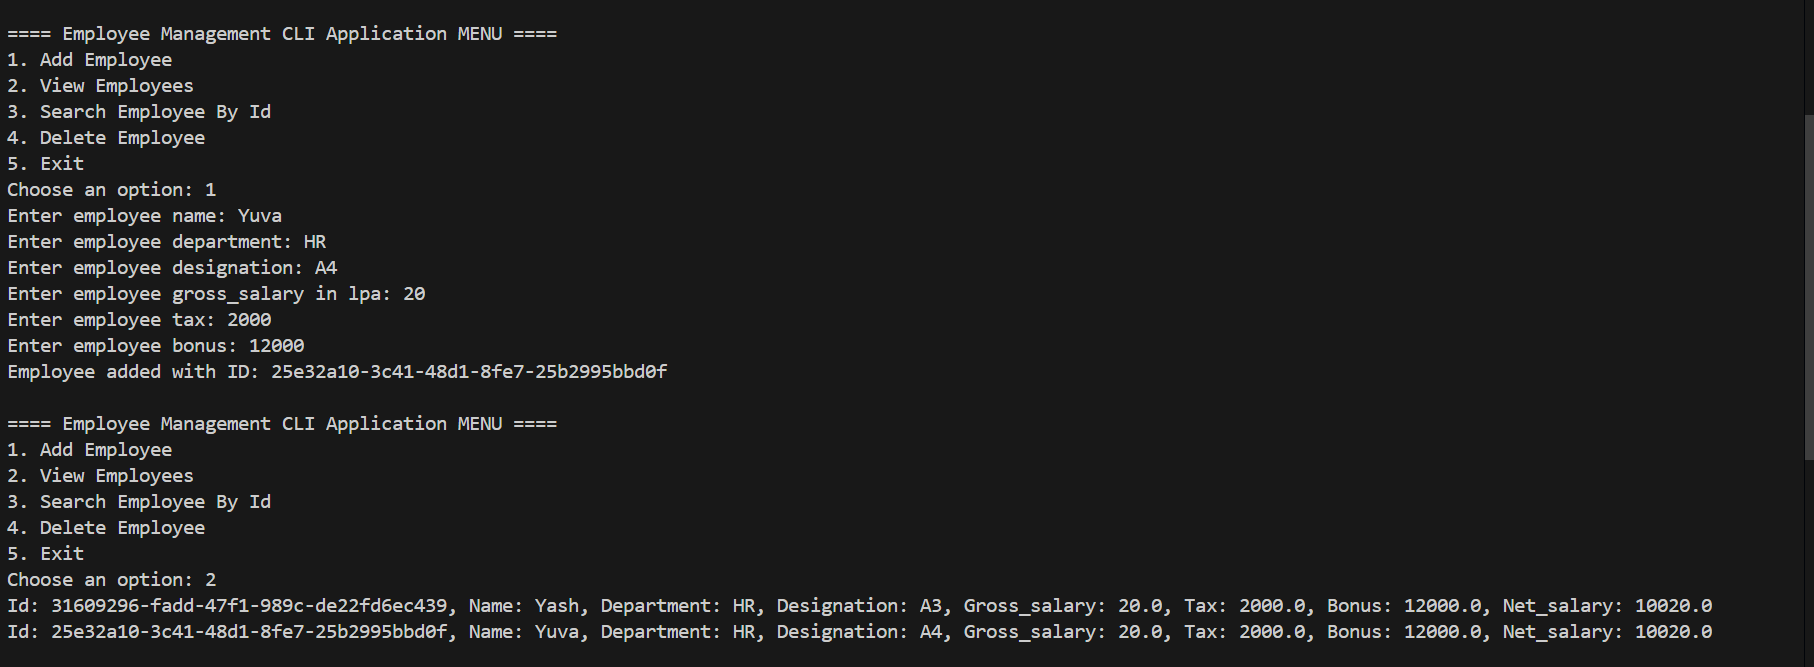 ==== Employee Management CLI Application MENU ====
1. Add Employee
2. View Employees
3. Search Employee By Id
4. Delete Employee
5. Exit
Choose an option: 1
Enter employee name: Yuva
Enter employee department: HR
Enter employee designation: A4
Enter employee gross_salary in lpa: 20
Enter employee tax: 2000
Enter employee bonus: 12000
Employee added with ID: 25e32a10-3c41-48d1-8fe7-25b2995bbd0f
==== Employee Management CLI Application MENU ====
1. Add Employee
2. View Employees
3. Search Employee By Id
4. Delete Employee
5. Exit
Choose an option: 2
Id: 31609296-fadd-47f1-989c-de22fd6ec439, Name: Yash, Department: HR, Designation: A3, Gross_salary: 20.0, Tax: 2000.0, Bonus: 12000.0, Net_salary: 10020.0
Id: 25e32a10-3c41-48d1-8fe7-25b2995bbd0f, Name: Yuva, Department: HR, Designation: A4, Gross_salary: 20.0, Tax: 2000.0, Bonus: 12000.0, Net_salary: 10020.0